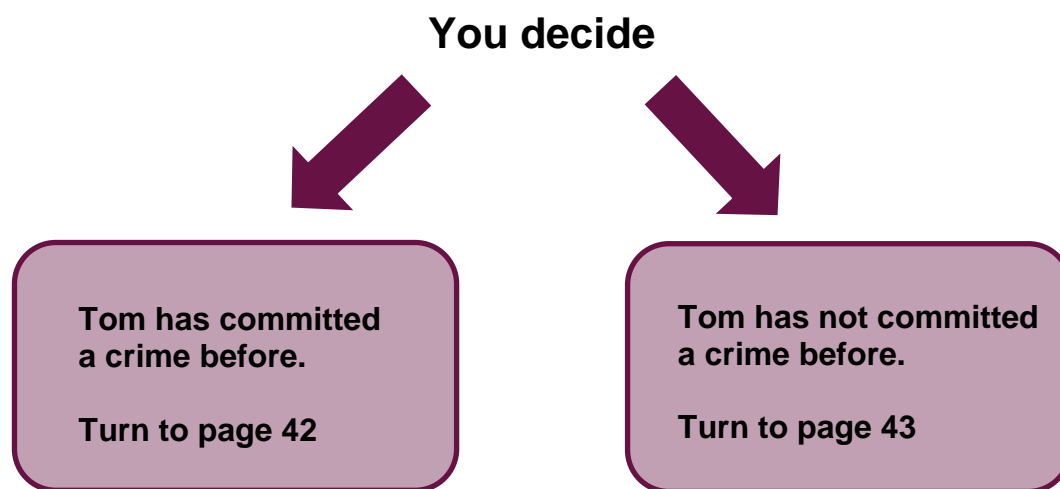 You decide
Tom has committed
a crime before.
Turn to page 42
Tom has not committed
a crime before.
Turn to page 43